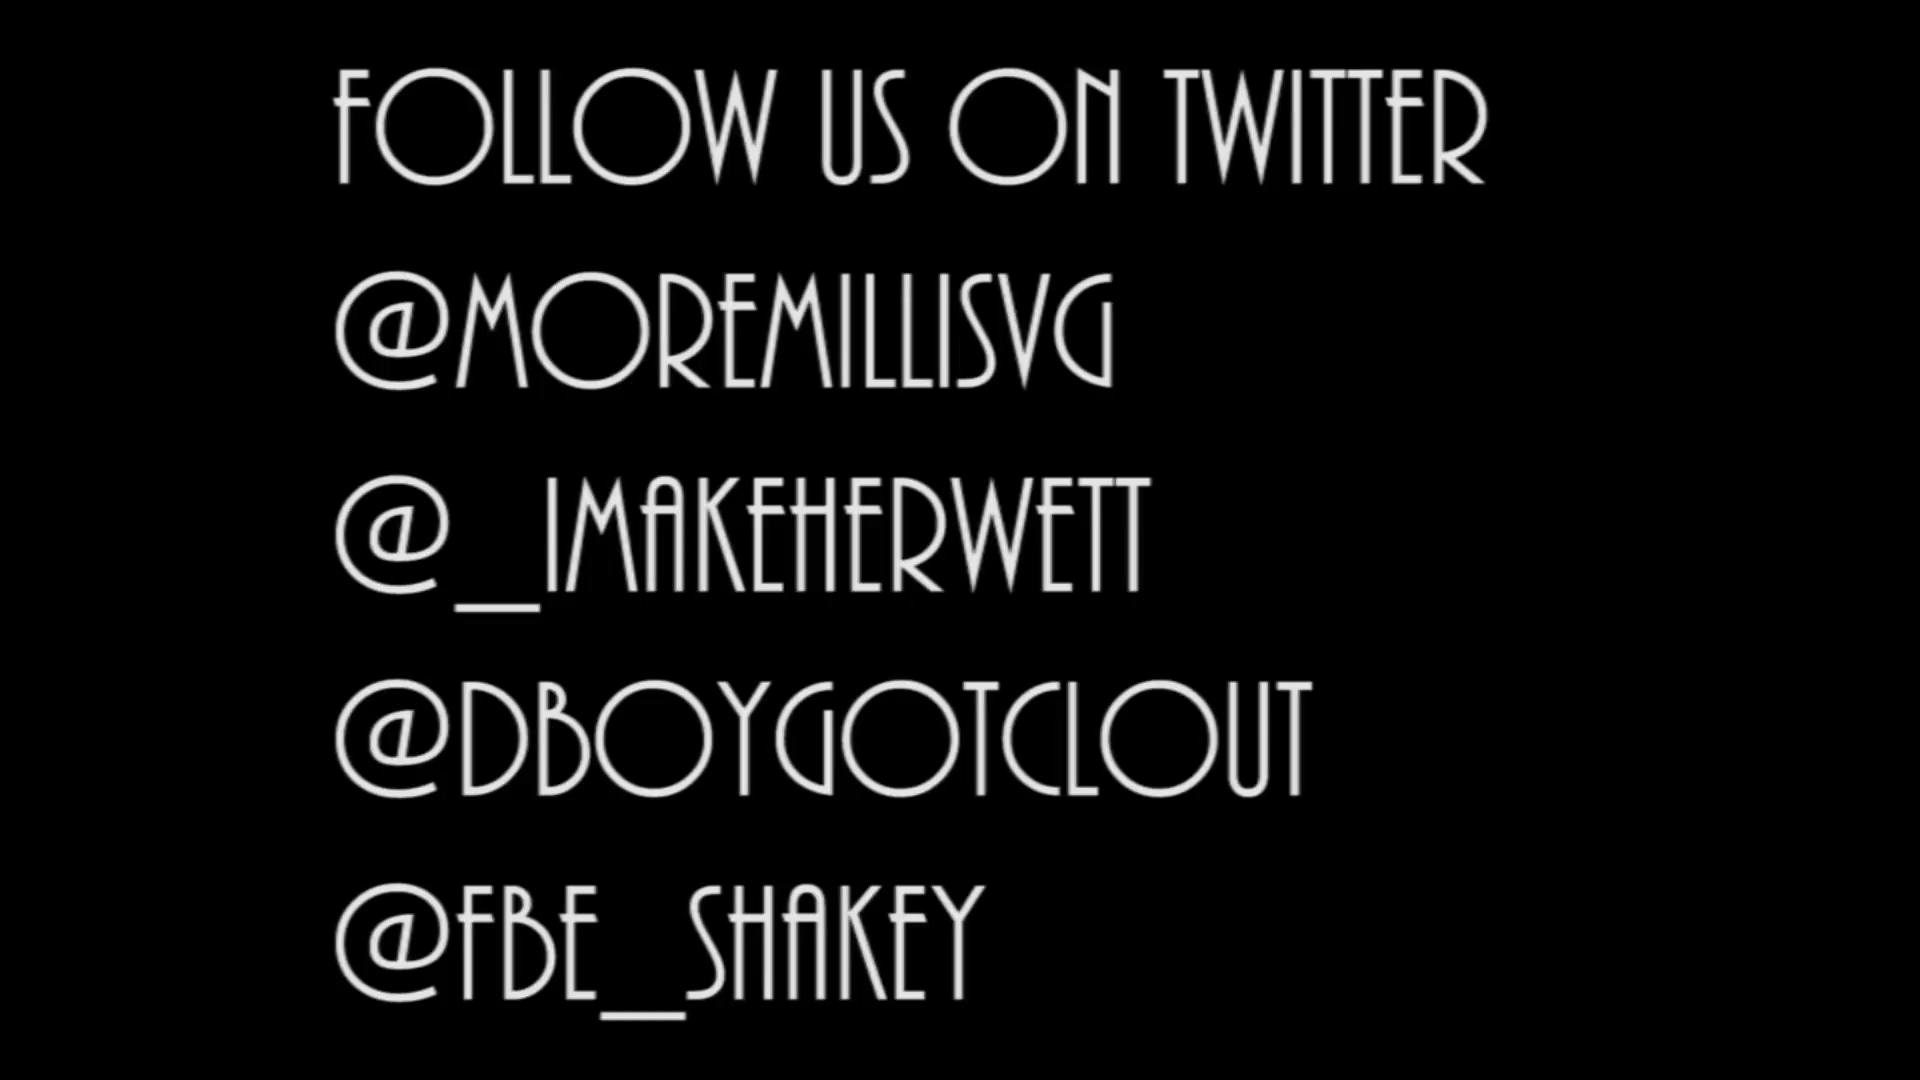 FOLLOW US ON TWITTER
@MOREMILLISVG
@_IMAKEHERWETT
@DBOYGOTCLOUT
@FBE_SHAKEY